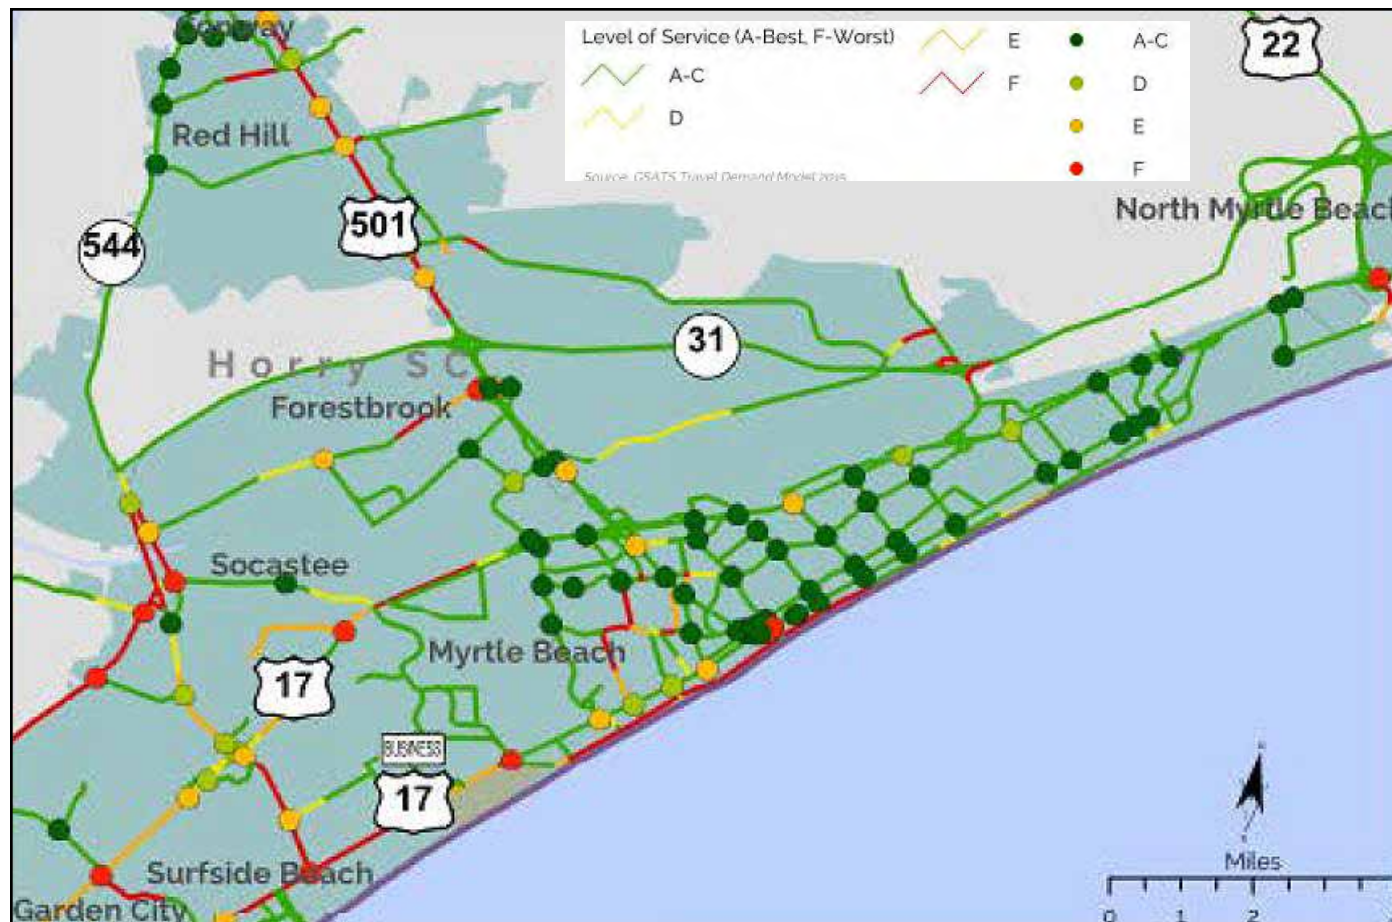 Conway
Level of Service (A-Best, F-Worst)
A-C
D
E
F
A-C
D
E
F
Source: GSATS Travel Demand Model 2015
22
Red Hill
North Myrtle Beach
501
544
31
Horry SC
Forestbrook
Socastee
Myrtle Beach
17
BUSINESS
17
Surfside Beach
Garden City
Miles
0 1 2